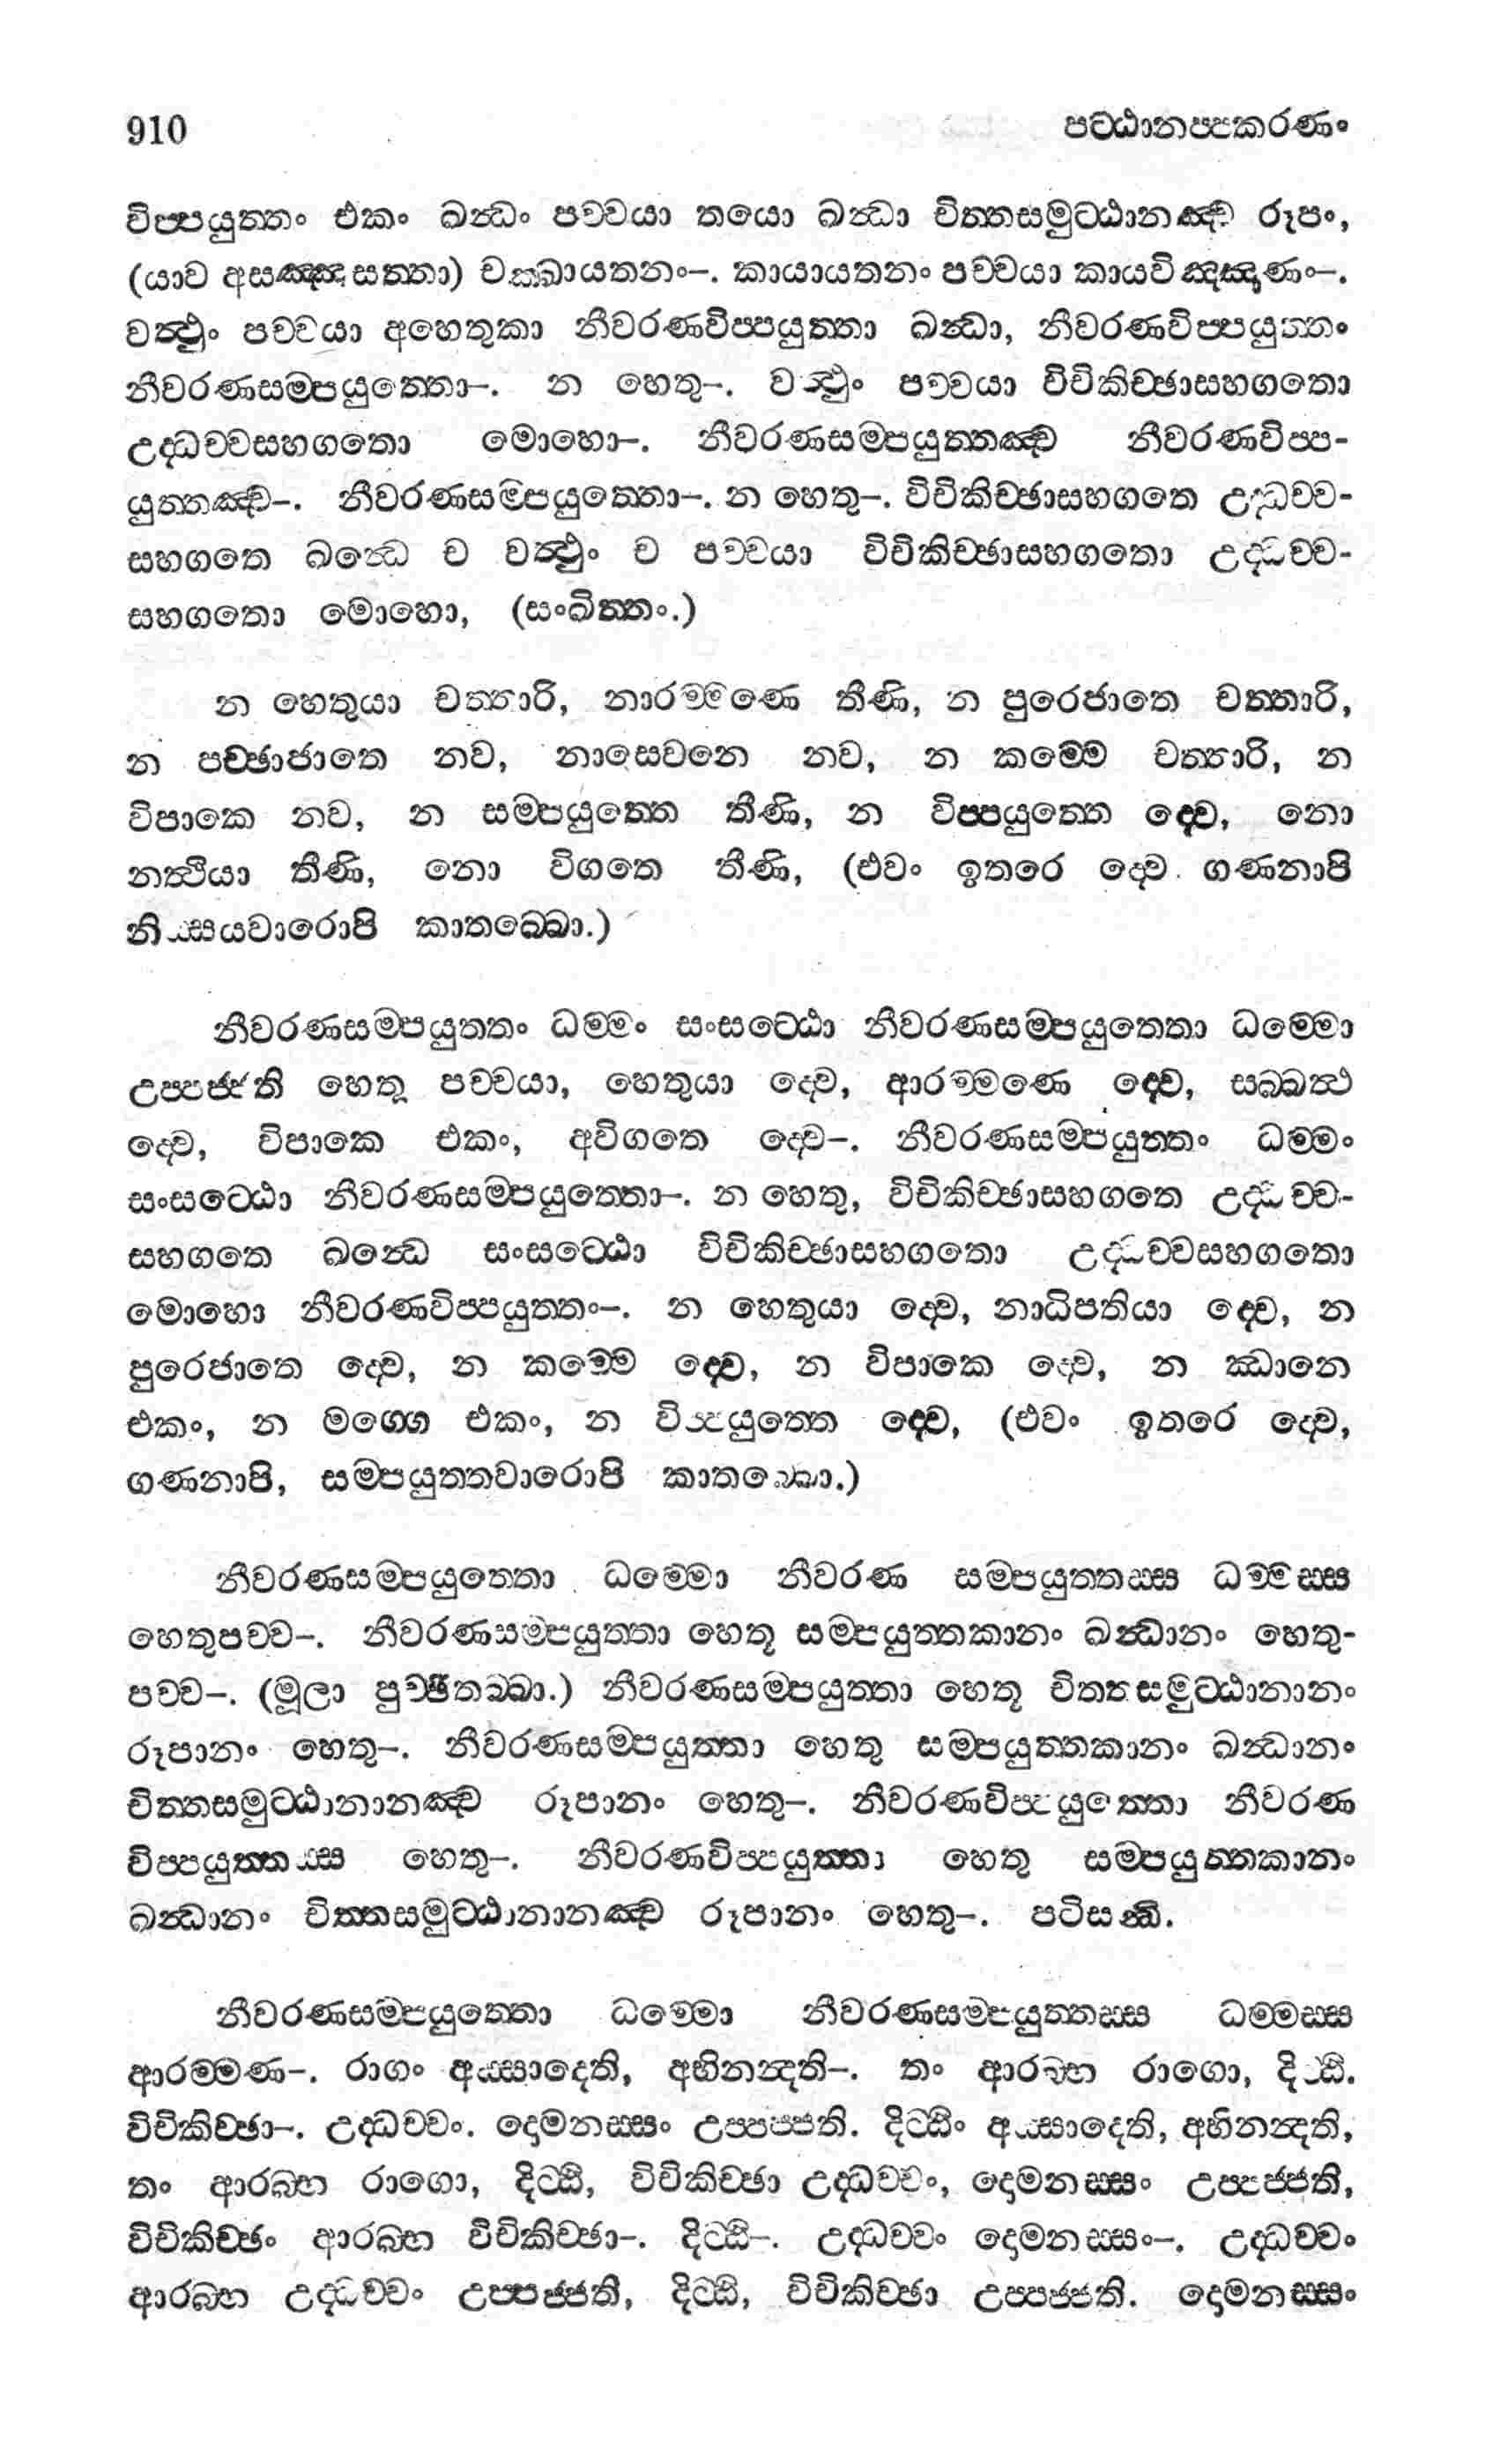 910 පට්ඨානප්පකරණං
විප්පයුත්තං එකං ඛන්ධං පච්චයා තයො ඛන්ධා චිත්තසමුට්ඨානඤ්ච රූපං,
(යාව අසඤ්ඤසත්තා) චක්ඛායතනං–. කායායතනං පච්චයා කායවිඤ්ඤාණං–.
වත්ථුං පච්චයා අහෙතුකා නීවරණවිප්පයුත්තා ඛන්ධා, නීවරණවිප්පයුත්තං
නීවරණසම්පයුත්තො–. න හෙතු–. වත්ථුං පච්චයා විචිකිච්ඡාසහගතො
උද්ධච්චසහගතො මොහො–. නීවරණසම්පයුත්තඤ්ච නීවරණවිප්ප-
යුත්තඤ්ච–. නීවරණසම්පයුත්තො–. න හෙතු–. විචිකිච්ඡාසහගතෙ උද්ධච්ච-
සහගතෙ ඛන්ධෙ ච වත්ථුං ච පච්චයා විචිකිච්ඡාසහගතො උද්ධච්ච-
සහගතො මොහො, (සංඛිත්තං.)
න හෙතුයා චත්තාරි, නාරම්මණෙ තීණි, න පුරෙජාතෙ චත්තාරි,
න පච්ඡාජාතෙ නව, නාසෙවනෙ නව, න කම්මෙ චත්තාරි, න
විපාකෙ නව, න සම්පයුත්තෙ තීණි, න විප්පයුත්තෙ ද්වෙ, නො
නත්ථියා තීණි, නො විගතෙ තීණි, (එවං ඉතරෙ ද්වෙ ගණනාපි
නිස්සයවාරොපි කාතබ්බො.)
නීවරණසම්පයුත්තං ධම්මං සංසට්ඨො නීවරණසම්පයුත්තො ධම්මො
උප්පජ්ජති හෙතූ පච්චයා, හෙතුයා ද්වෙ, ආරම්මණෙ ද්වෙ, සබ්බත්ථ
ද්වෙ, විපාකෙ එකං, අවිගතෙ ද්වෙ–. නීවරණසම්පයුත්තං ධම්මං
සංසට්ඨො නීවරණසම්පයුත්තො–. න හෙතු, විචිකිච්ඡාසහගතෙ උද්ධච්ච-
සහගතෙ ඛන්ධෙ සංසට්ඨො විචිකිච්ඡාසහගතො උද්ධච්චසහගතො
මොහො නීවරණවිප්පයුත්තං–. න හෙතුයා ද්වෙ, නාධිපතියා ද්වෙ, න
පුරෙජාතෙ ද්වෙ, න කම්මෙ ද්වෙ, න විපාකෙ ද්වෙ, න ඣානෙ
එකං, න මග්ගෙ එකං, න විප්පයුත්තෙ ද්වෙ, (එවං ඉතරෙ ද්වෙ,
ගණනාපි, සම්පයුත්තවාරොපි කාතබ්බො.)
නීවරණසම්පයුත්තො ධම්මො නීවරණ සම්පයුත්තස්ස ධම්මස්ස
හෙතුපච්ච–. නීවරණසම්පයුත්තා හෙතූ සම්පයුත්තකානං ඛන්ධානං හෙතු-
පච්ච–. (මූලා පුච්ඡිතබ්බා.) නීවරණසම්පයුත්තා හෙතූ චිත්තසමුට්ඨානානං
රූපානං හෙතු–. නීවරණසම්පයුත්තා හෙතු සම්පයුත්තකානං ඛන්ධානං
චිත්තසමුට්ඨානානඤ්ච රූපානං හෙතු–. නීවරණවිප්පයුත්තො නීවරණ
විප්පයුත්තස්ස හෙතු–. නීවරණවිප්පයුත්තා හෙතු සම්පයුත්තකානං
ඛන්ධානං චිත්තසමුට්ඨානානඤ්ච රූපානං හෙතු–. පටිසන්ධි.
නීවරණසම්පයුත්තො ධම්මො නීවරණසම්පයුත්තස්ස ධම්මස්ස
ආරම්මණ–. රාගං අස්සාදෙති, අභිනන්දති–. තං ආරබ්භ රාගො, දිට්ඨි.
විචිකිච්ඡා–. උද්ධච්චං. දොමනස්සං උප්පජ්ජති. දිට්ඨිං අස්සාදෙති, අභිනන්දති,
තං ආරබ්භ රාගො, දිට්ඨි, විචිකිච්ඡා උද්ධච්චං, දොමනස්සං උප්පජ්ජති,
විචිකිච්ඡං ආරබ්භ විචිකිච්ඡා–. දිට්ඨි–. උද්ධච්චං දොමනස්සං–. උද්ධච්චං
ආරබ්භ උද්ධච්චං උප්පජ්ජති, දිට්ඨි, විචිකිච්ඡා උප්පජ්ජති. දොමනස්සං